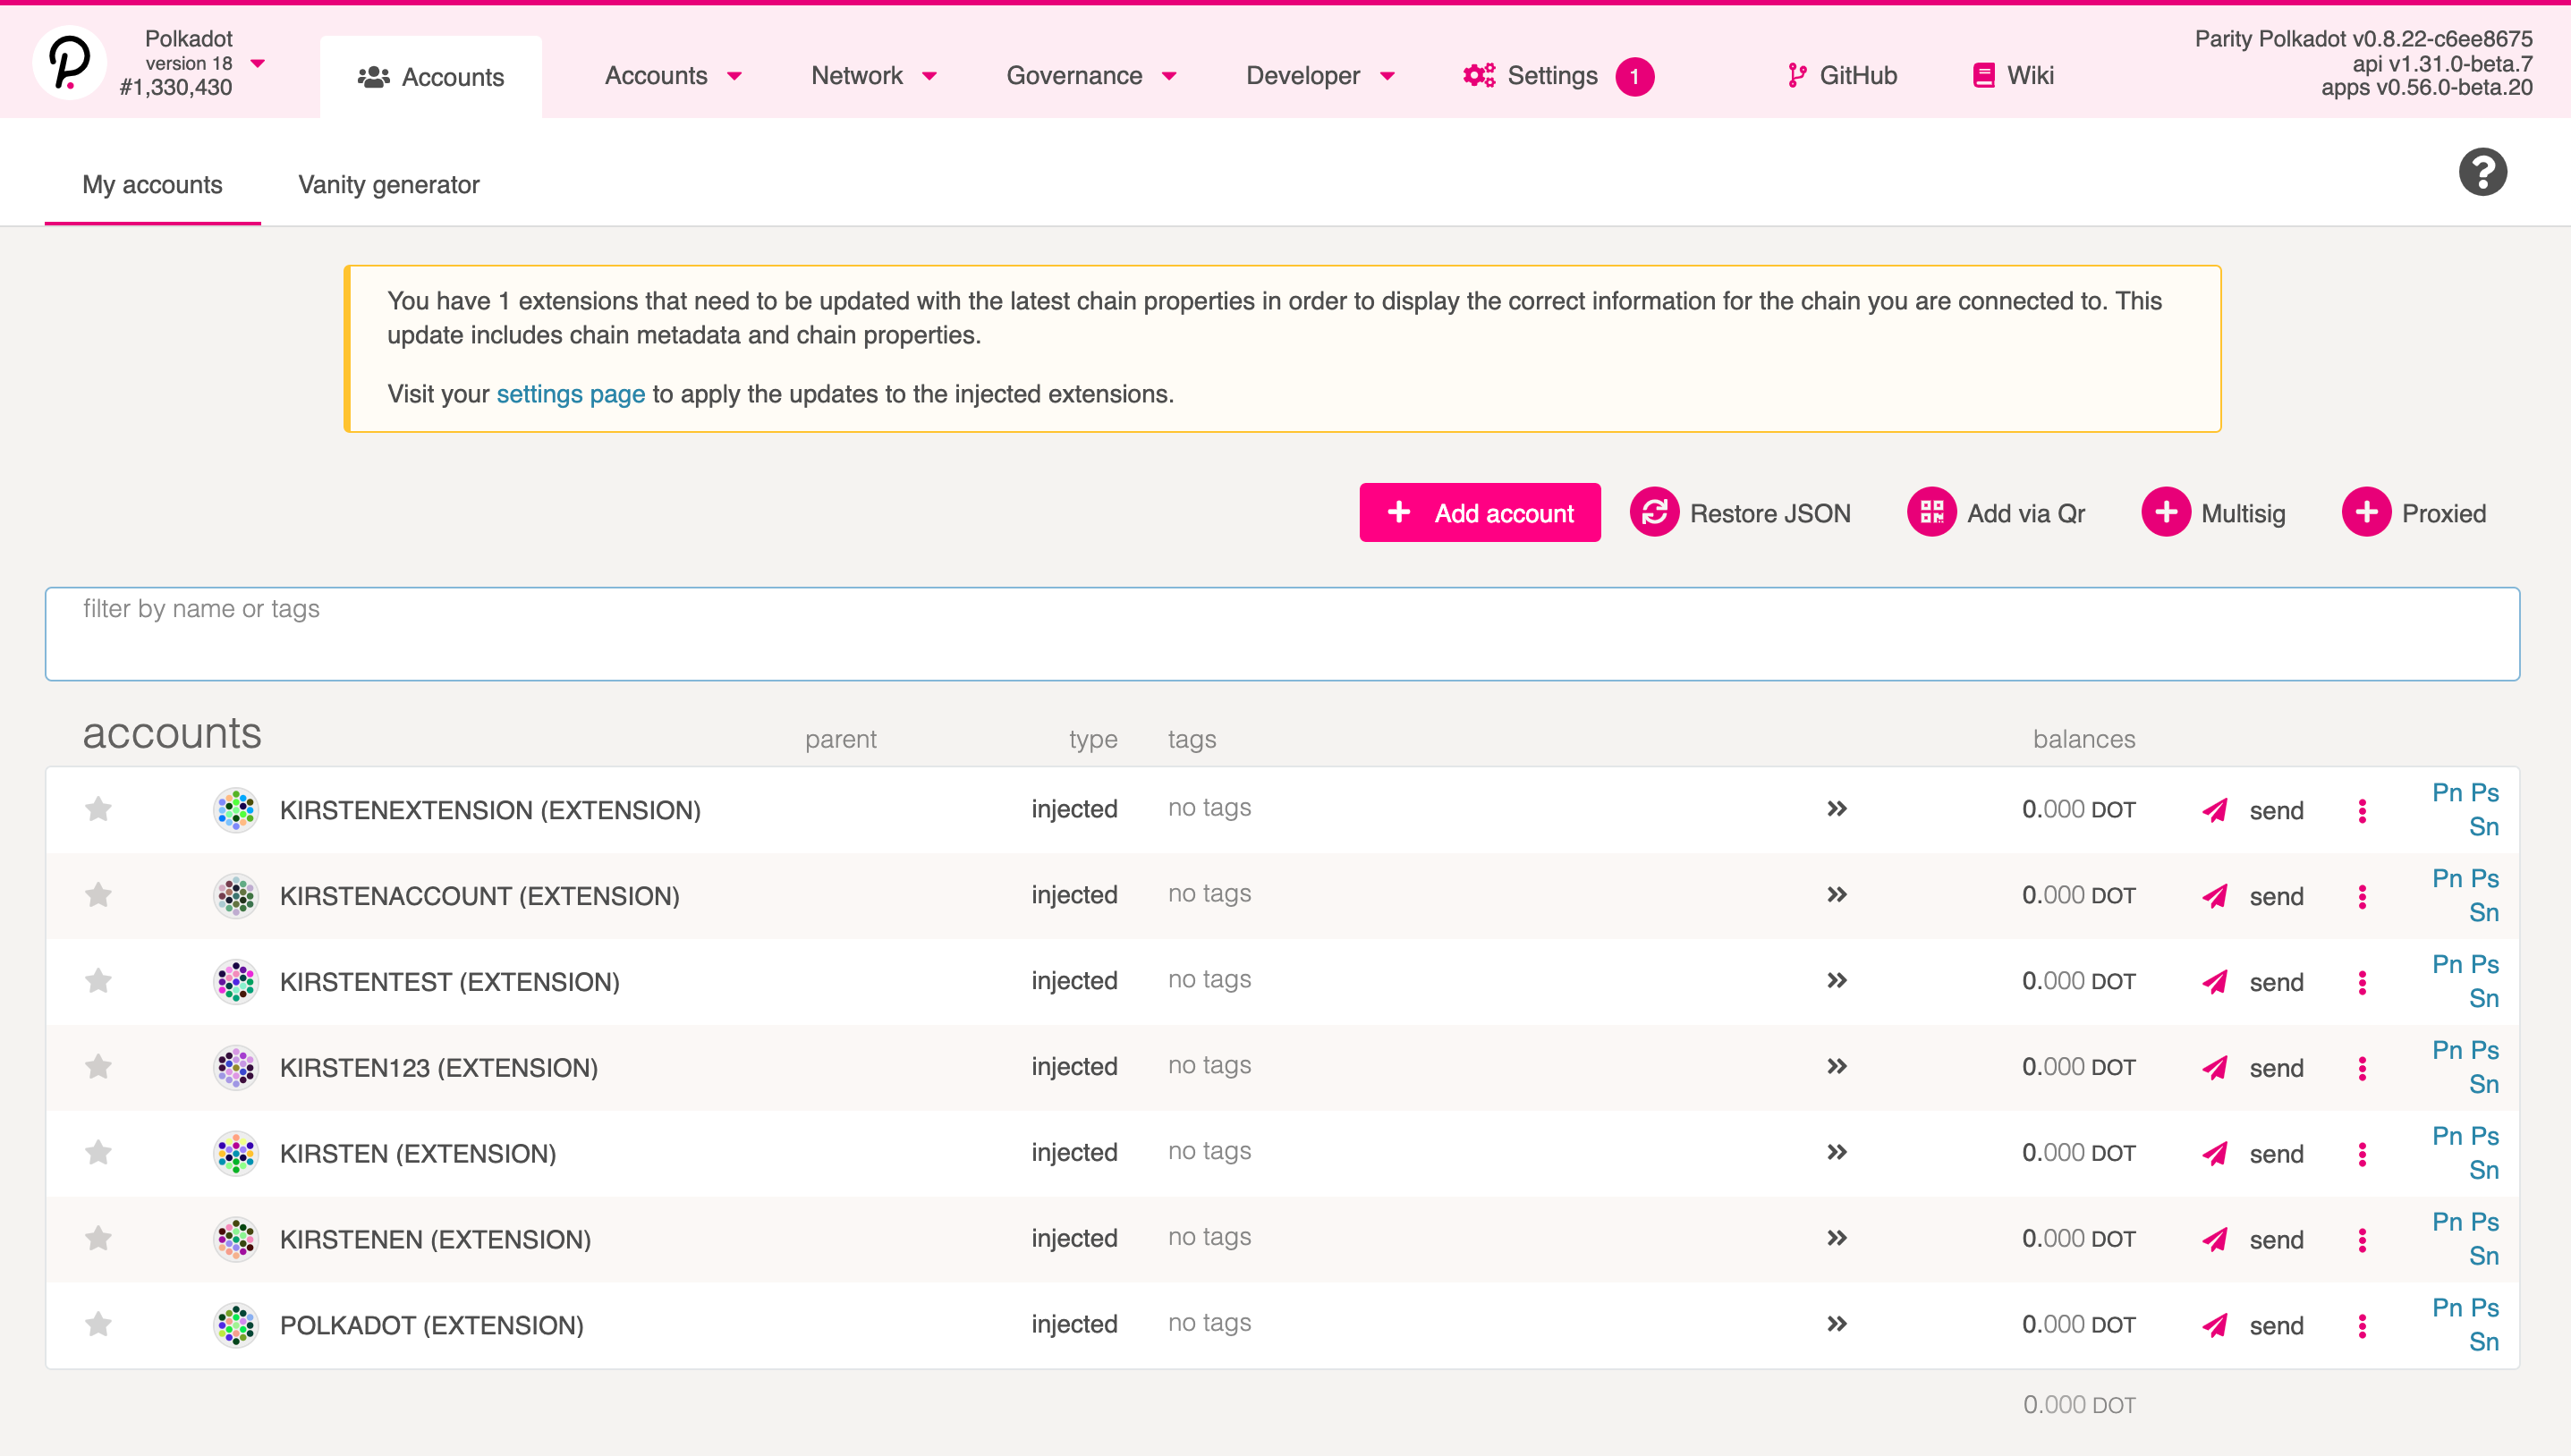 Polkadot
version 18
#1,330,430
Accounts
Accounts
Network
Governance
Developer
Settings 1
GitHub
Wiki
Parity Polkadot v0.8.22-c6ee8675
api v1.31.0-beta.7
apps v0.56.0-beta.20
My accounts
Vanity generator
You have 1 extensions that need to be updated with the latest chain properties in order to display the correct information for the chain you are connected to. This
update includes chain metadata and chain properties.
Visit your settings page to apply the updates to the injected extensions.
Add account
Restore JSON
Add via Qr
Multisig
Proxied
filter by name or tags
accounts parent type tags balances
KIRSTENEXTENSION (EXTENSION) injected no tags 0.000 DOT send Pn Ps
Sn
KIRSTENACCOUNT (EXTENSION) injected no tags 0.000 DOT send Pn Ps
Sn
KIRSTENTEST (EXTENSION) injected no tags 0.000 DOT send Pn Ps
Sn
KIRSTEN123 (EXTENSION) injected no tags 0.000 DOT send Pn Ps
Sn
KIRSTEN (EXTENSION) injected no tags 0.000 DOT send Pn Ps
Sn
KIRSTENEN (EXTENSION) injected no tags 0.000 DOT send Pn Ps
Sn
POLKADOT (EXTENSION) injected no tags 0.000 DOT send Pn Ps
Sn
0.000 DOT